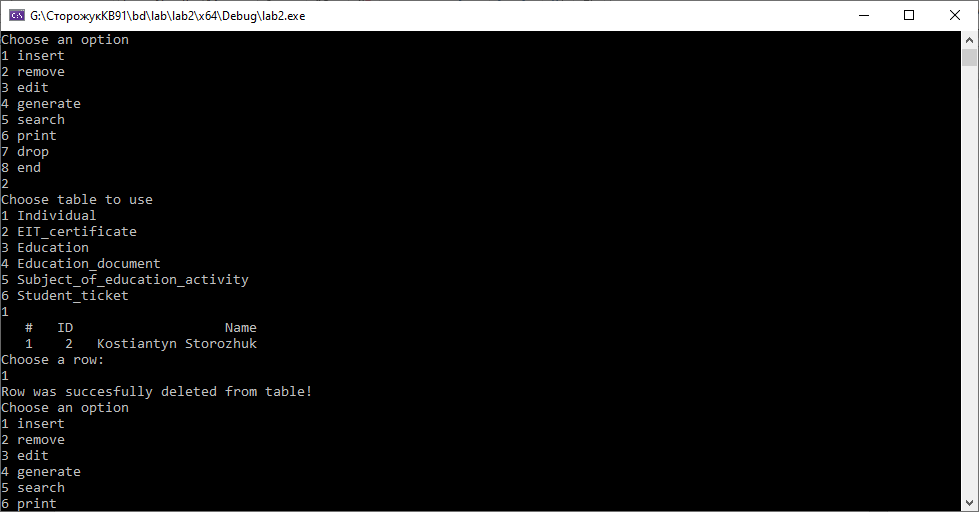 G:\СторожукКВ91\bd\lab\lab2\x64\Debug\lab2.exe
Choose an option
1 insert
2 remove
3 edit
4 generate
5 search
6 print
7 drop
8 end
2
Choose table to use
1 Individual
2 EIT_certificate
3 Education
4 Education_document
5 Subject_of_education_activity
6 Student_ticket
1
# ID Name
1 2 Kostiantyn Storozhuk
Choose a row:
1
Row was succesfully deleted from table!
Choose an option
1 insert
2 remove
3 edit
4 generate
5 search
6 print